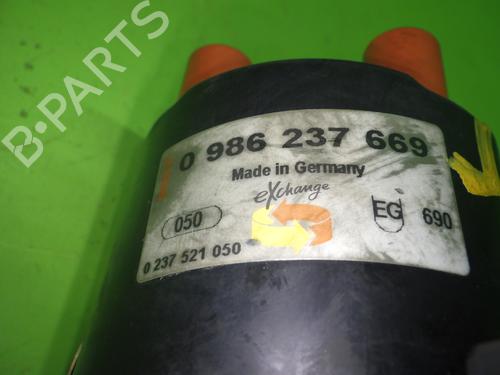 B-PARTS
0 986 237 669
Made in Germany
eXchange
050
EG 690
0 237 521 050